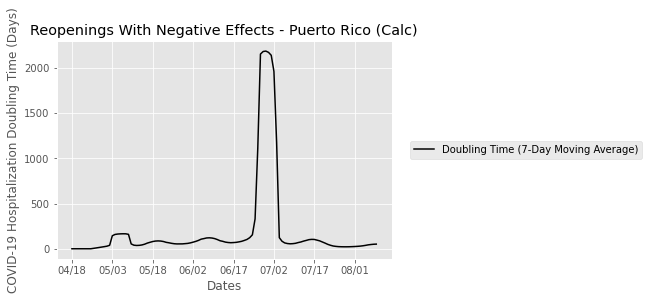 Reopenings With Negative Effects - Puerto Rico (Calc)
COVID-19 Hospitalization Doubling Time (Days)
2000
1500
1000
500
0
04/18 05/03 05/18 06/02 06/17 07/02 07/17 08/01
Dates
Doubling Time (7-Day Moving Average)